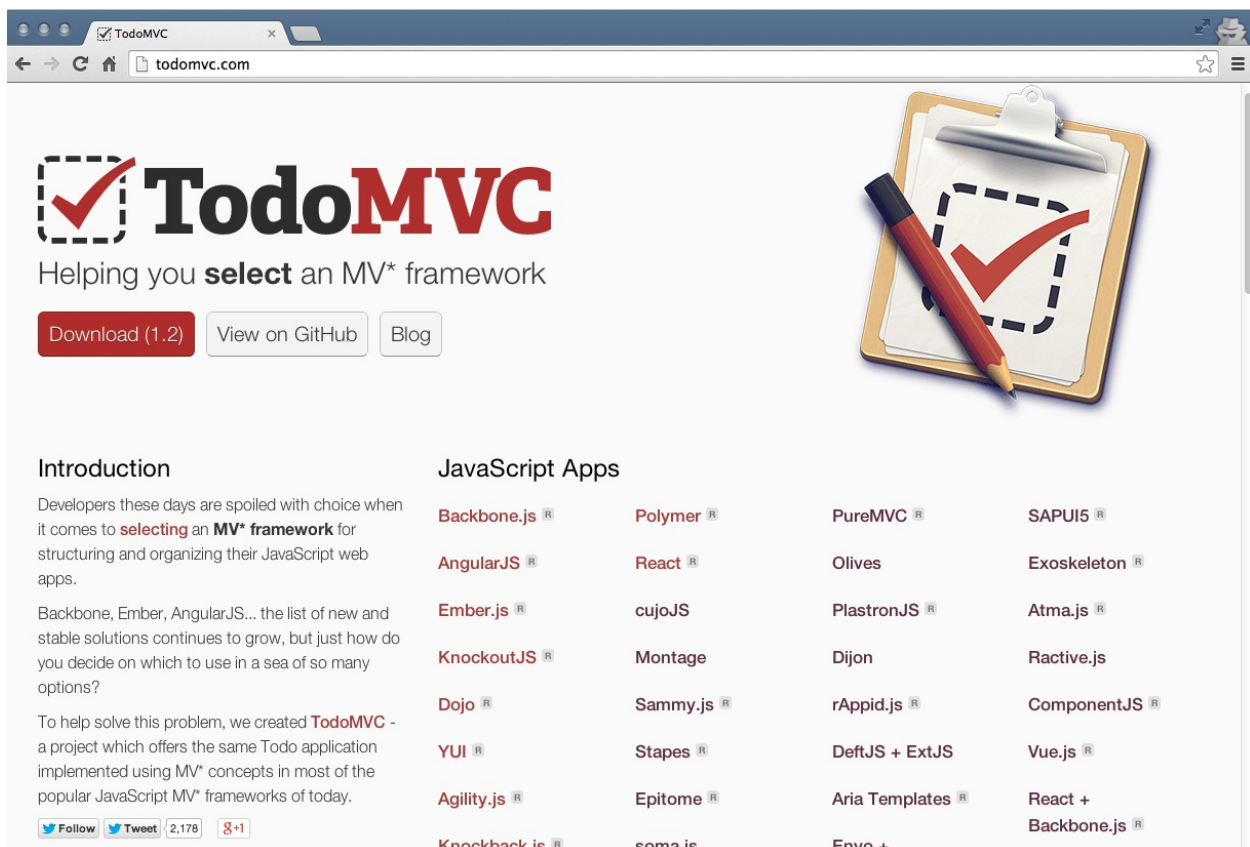 TodoMVC
todomvc.com
TodoMVC
Helping you select an MV* framework
Download (1.2) View on GitHub Blog
Introduction
Developers these days are spoiled with choice when
it comes to selecting an MV* framework for
structuring and organizing their JavaScript web
apps.
Backbone, Ember, AngularJS... the list of new and
stable solutions continues to grow, but just how do
you decide on which to use in a sea of so many
options?
To help solve this problem, we created TodoMVC -
a project which offers the same Todo application
implemented using MV* concepts in most of the
popular JavaScript MV* frameworks of today.
Follow Tweet 2,178 g+1
JavaScript Apps
Backbone.js R
AngularJS R
Ember.js R
KnockoutJS R
Dojo R
YUI R
Agility.js R
Knockback.js R
Polymer R
React R
cujoJS
Montage
Sammy.js R
Stapes R
Epitome R
soma.js
PureMVC R
Olives
PlastronJS R
Dijon
rAppid.js R
DeftJS + ExtJS
Aria Templates R
Enyo +
SAPUI5 R
Exoskeleton R
Atma.js R
Ractive.js
ComponentJS R
Vue.js R
React +
Backbone.js R